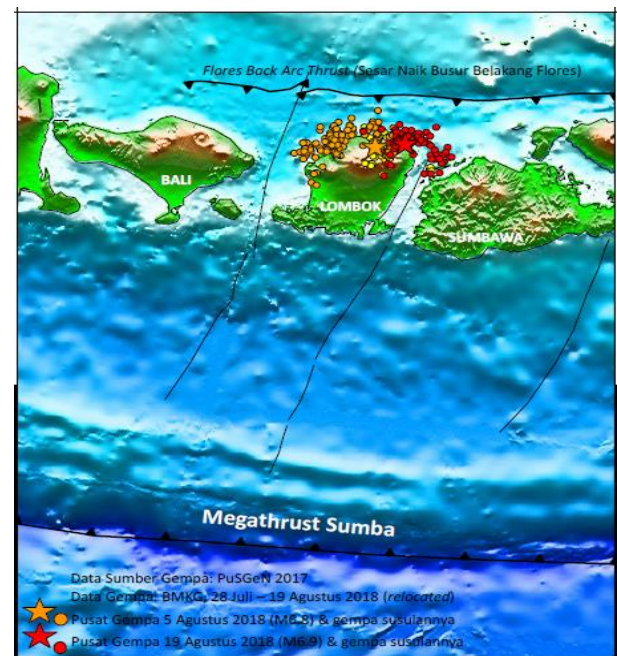 Flores Back Arc Thrust (Sesar Naik Busur Belakang Flores)
BALI
LOMBOK
SUMBAWA
Megathrust Sumba
Data Sumber Gempa: PuSGeN 2017
Data Gempa: BMKG, 28 Juli – 19 Agustus 2018 (relocated)
Pusat Gempa 5 Agustus 2018 (M6.8) & gempa susulannya
Pusat Gempa 19 Agustus 2018 (M6.9) & gempa susulannya